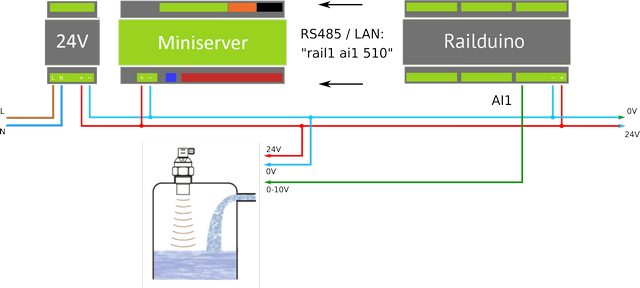 24V
Miniserver
RS485 / LAN:
"rail1 ai1 510"
Railduino
L N + -
+ -
- +
AI1
L
N
0V
24V
24V
0V
0-10V